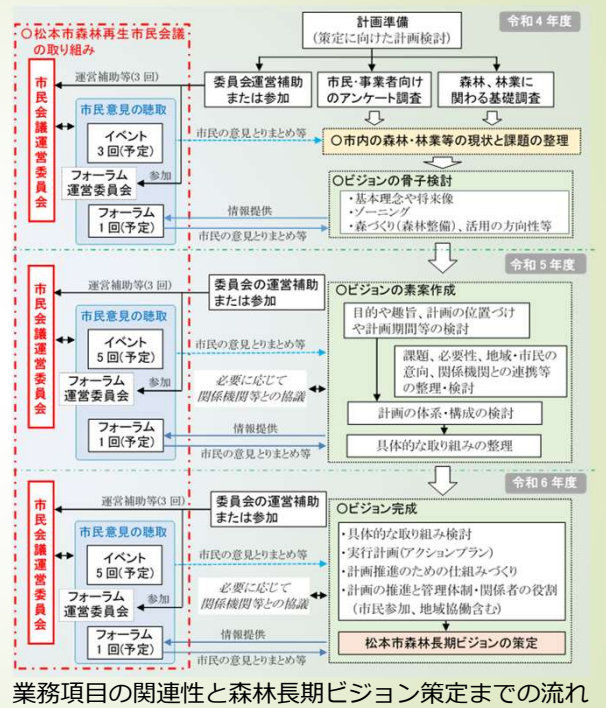 〇松本市森林再生市民会議
の取り組み
計画準備
(策定に向けた計画検討)
令和4年度
市民会議運営委員会
運営補助等(3回)
委員会運営補助
または参加
市民・事業者向け
のアンケート調査
森林、林業に
関わる基礎調査
市民意見の聴取
イベント
3回(予定)
市民の意見とりまとめ等
〇市内の森林・林業等の現状と課題の整理
フォーラム
運営委員会
参加
フォーラム
1回(予定)
情報提供
市民の意見とりまとめ等
〇ビジョンの骨子検討
・基本理念や将来像
・ゾーニング
・森づくり(森林整備)、活用の方向性等
令和5年度
市民会議運営委員会
運営補助等(3回)
委員会の運営補助
または参加
市民意見の聴取
イベント
5回(予定)
市民の意見とりまとめ等
フォーラム
運営委員会
参加
必要に応じて
関係機関等との協議
フォーラム
1回(予定)
情報提供
市民の意見とりまとめ等
〇ビジョンの素案作成
目的や趣旨、計画の位置づけ
や計画期間等の検討
課題、必要性、地域・市民の
意向、関係機関との連携等
の整理・検討
計画の体系・構成の検討
具体的な取り組みの整理
令和6年度
市民会議運営委員会
運営補助等(3回)
委員会の運営補助
または参加
市民意見の聴取
イベント
5回(予定)
市民の意見とりまとめ等
フォーラム
運営委員会
参加
必要に応じて
関係機関等との協議
フォーラム
1回(予定)
情報提供
市民の意見とりまとめ等
〇ビジョン完成
・具体的な取り組み検討
・実行計画(アクションプラン)
・計画推進のための仕組みづくり
・計画の推進と管理体制・関係者の役割
(市民参加、地域協働含む)
松本市森林長期ビジョンの策定
業務項目の関連性と森林長期ビジョン策定までの流れ